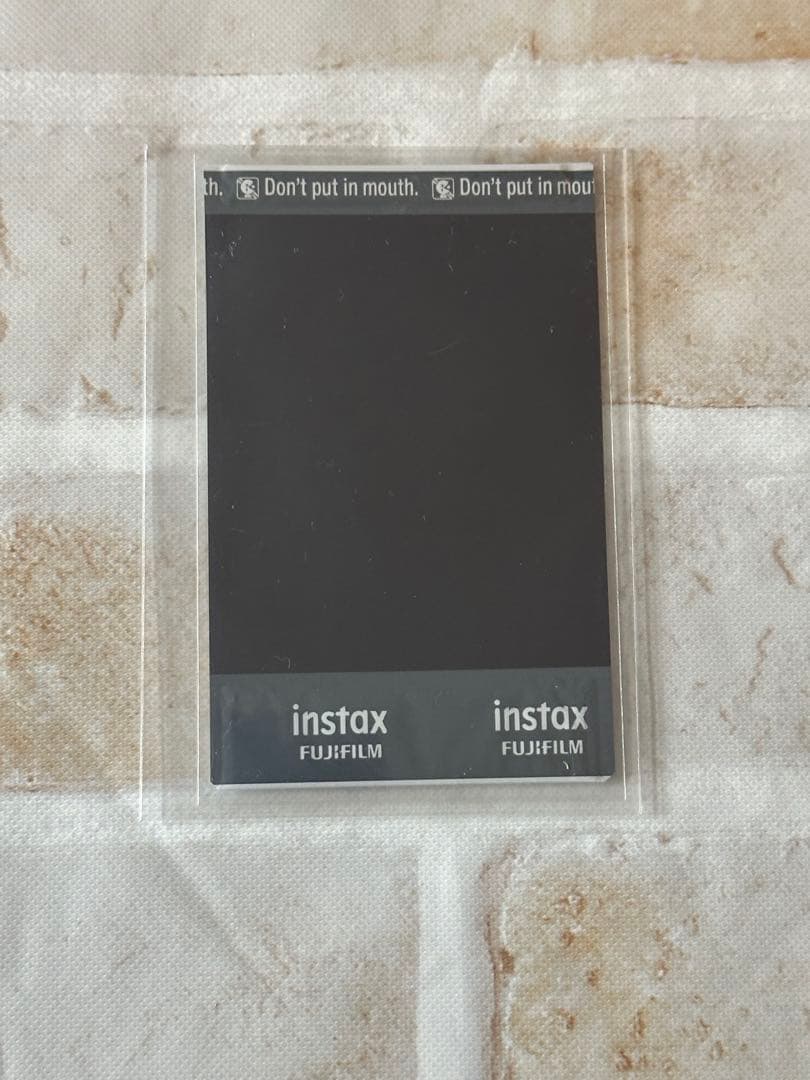 th. Don't put in mouth. Don't put in mout
instax instax
FUJIFILM FUJIFILM